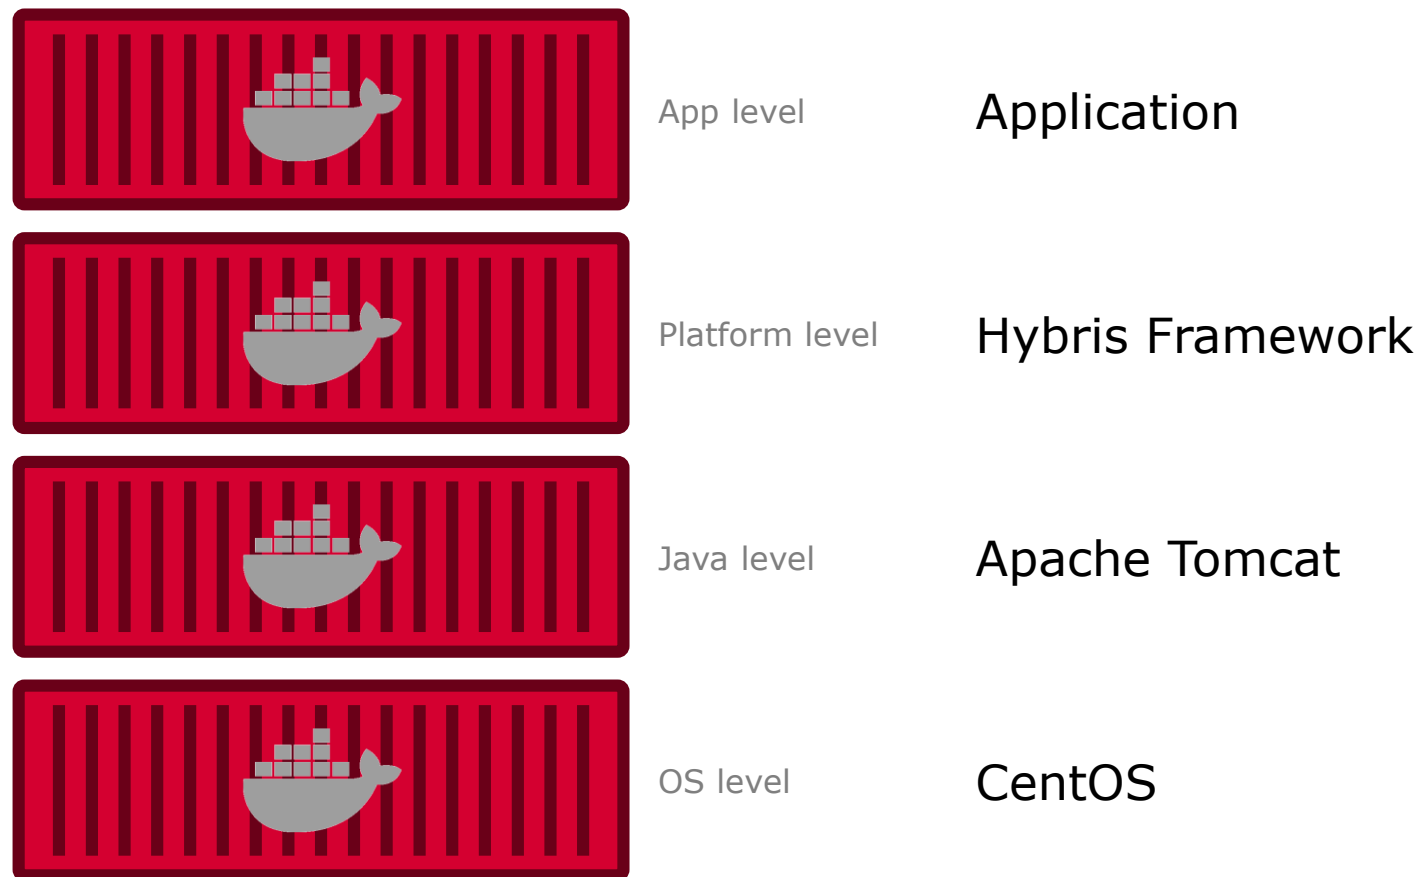 App level Application
Platform level Hybris Framework
Java level Apache Tomcat
OS level CentOS